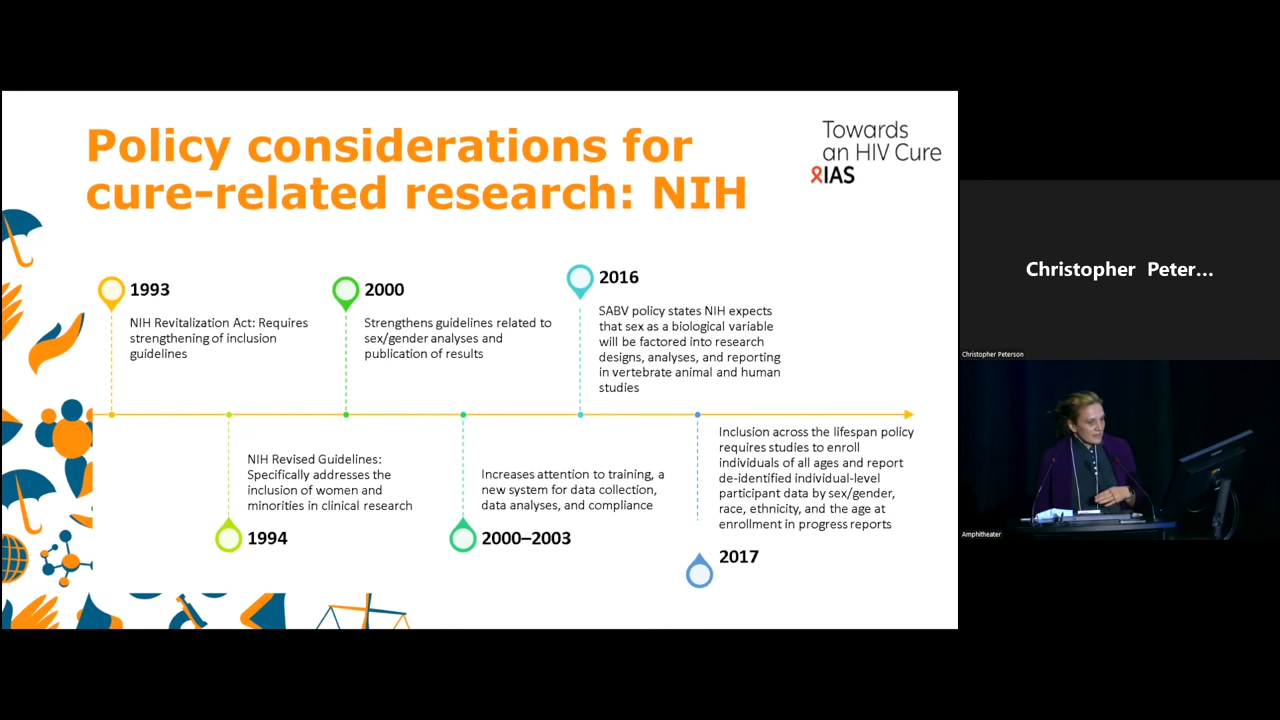 Policy considerations for
cure-related research: NIH
Towards
an HIV Cure
IAS
1993
NIH Revitalization Act: Requires
strengthening of inclusion
guidelines
2000
Strengthens guidelines related to
sex/gender analyses and
publication of results
2016
SABV policy states NIH expects
that sex as a biological variable
will be factored into research
designs, analyses, and reporting
in vertebrate animal and human
studies
NIH Revised Guidelines:
Specifically addresses the
inclusion of women and
minorities in clinical research
1994
Increases attention to training, a
new system for data collection,
data analyses, and compliance
2000–2003
Inclusion across the lifespan policy
requires studies to enroll
individuals of all ages and report
de-identified individual-level
participant data by sex/gender,
race, ethnicity, and the age at
enrollment in progress reports
2017
Christopher Peter...
Christopher Peterson
Amphitheater